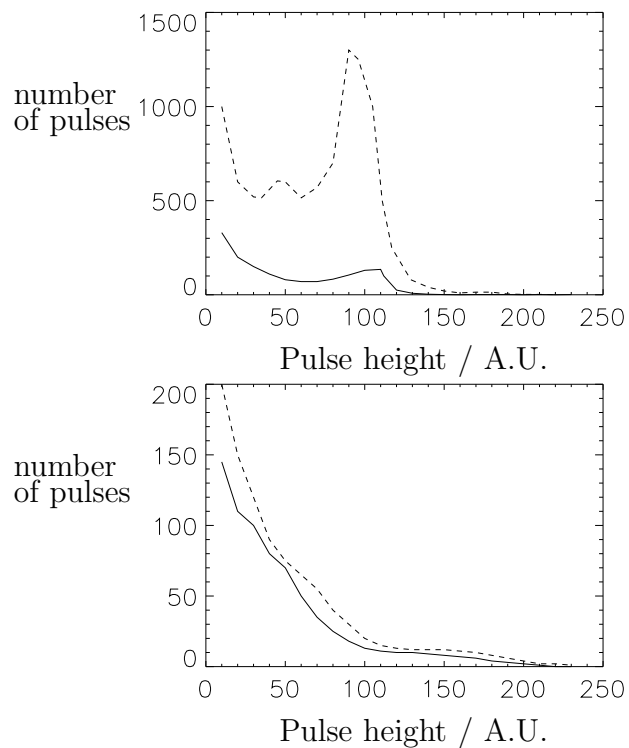 1500
1000
500
0
number
of pulses
0 50 100 150 200 250
Pulse height / A.U.
200
150
100
50
0
number
of pulses
0 50 100 150 200 250
Pulse height / A.U.